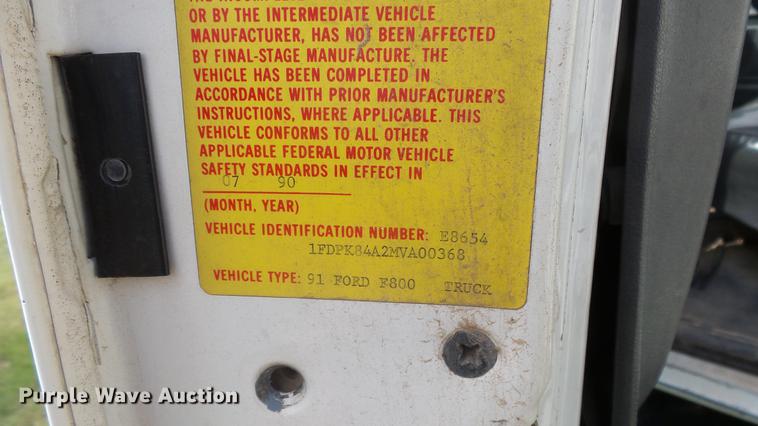 OR BY THE INTERMEDIATE VEHICLE
MANUFACTURER, HAS NOT BEEN AFFECTED
BY FINAL-STAGE MANUFACTURE. THE
VEHICLE HAS BEEN COMPLETED IN
ACCORDANCE WITH PRIOR MANUFACTURER'S
INSTRUCTIONS, WHERE APPLICABLE. THIS
VEHICLE CONFORMS TO ALL OTHER
APPLICABLE FEDERAL MOTOR VEHICLE
SAFETY STANDARDS IN EFFECT IN
07 90
(MONTH, YEAR)
VEHICLE IDENTIFICATION NUMBER: E8654
1FDPK84A2MVA00368
VEHICLE TYPE: 91 FORD F800 TRUCK
Purple Wave Auction